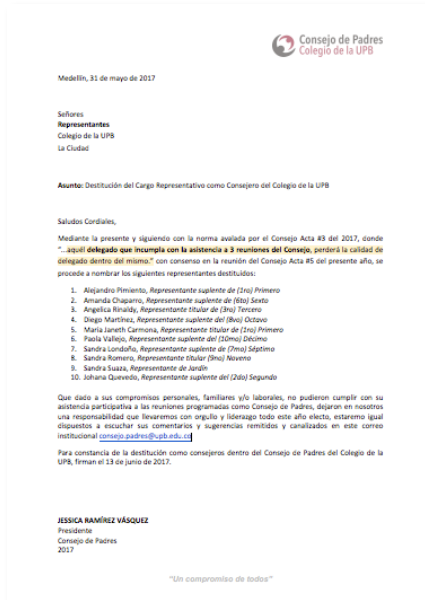 Consejo de Padres
Colegio de la UPB
Medellín, 31 de mayo de 2017
Señores
Representantes
Colegio de la UPB
La Ciudad
Asunto: Destitución del Cargo Representativo como Consejero del Colegio de la UPB
Saludos Cordiales,
Mediante la presente y siguiendo con la norma avalada por el Consejo Acta #3 del 2017, donde
"...aquél delegado que incumpla con la asistencia a 3 reuniones del Consejo, perderá la calidad de
delegado dentro del mismo." con consenso en la reunión del Consejo Acta #5 del presente año, se
procede a nombrar los siguientes representantes destituidos:
1. Alejandro Pimiento, Representante suplente de (1ro) Primero
2. Amanda Chaparro, Representante suplente de (6to) Sexto
3. Angelica Rinaldy, Representante titular de (3ro) Tercero
4. Diego Martínez, Representante suplente del (8vo) Octavo
5. María Janeth Carmona, Representante titular de (1ro) Primero
6. Paola Vallejo, Representante suplente del (10mo) Décimo
7. Sandra Londoño, Representante suplente de (7mo) Séptimo
8. Sandra Romero, Representante titular (9no) Noveno
9. Sandra Suaza, Representante de Jardín
10. Johana Quevedo, Representante suplente del (2do) Segundo
Que dado a sus compromisos personales, familiares y/o laborales, no pudieron cumplir con su
asistencia participativa a las reuniones programadas como Consejo de Padres, dejaron en nosotros
una responsabilidad que llevaremos con orgullo y liderazgo todo este año electo, estaremos igual
dispuestos a escuchar sus comentarios y sugerencias remitidos y canalizados en este correo
institucional consejo.padres@upb.edu.co
Para constancia de la destitución como consejeros dentro del Consejo de Padres del Colegio de la
UPB, firman el 13 de junio de 2017.
JESSICA RAMÍREZ VÁSQUEZ
Presidente
Consejo de Padres
2017
"Un compromiso de todos"